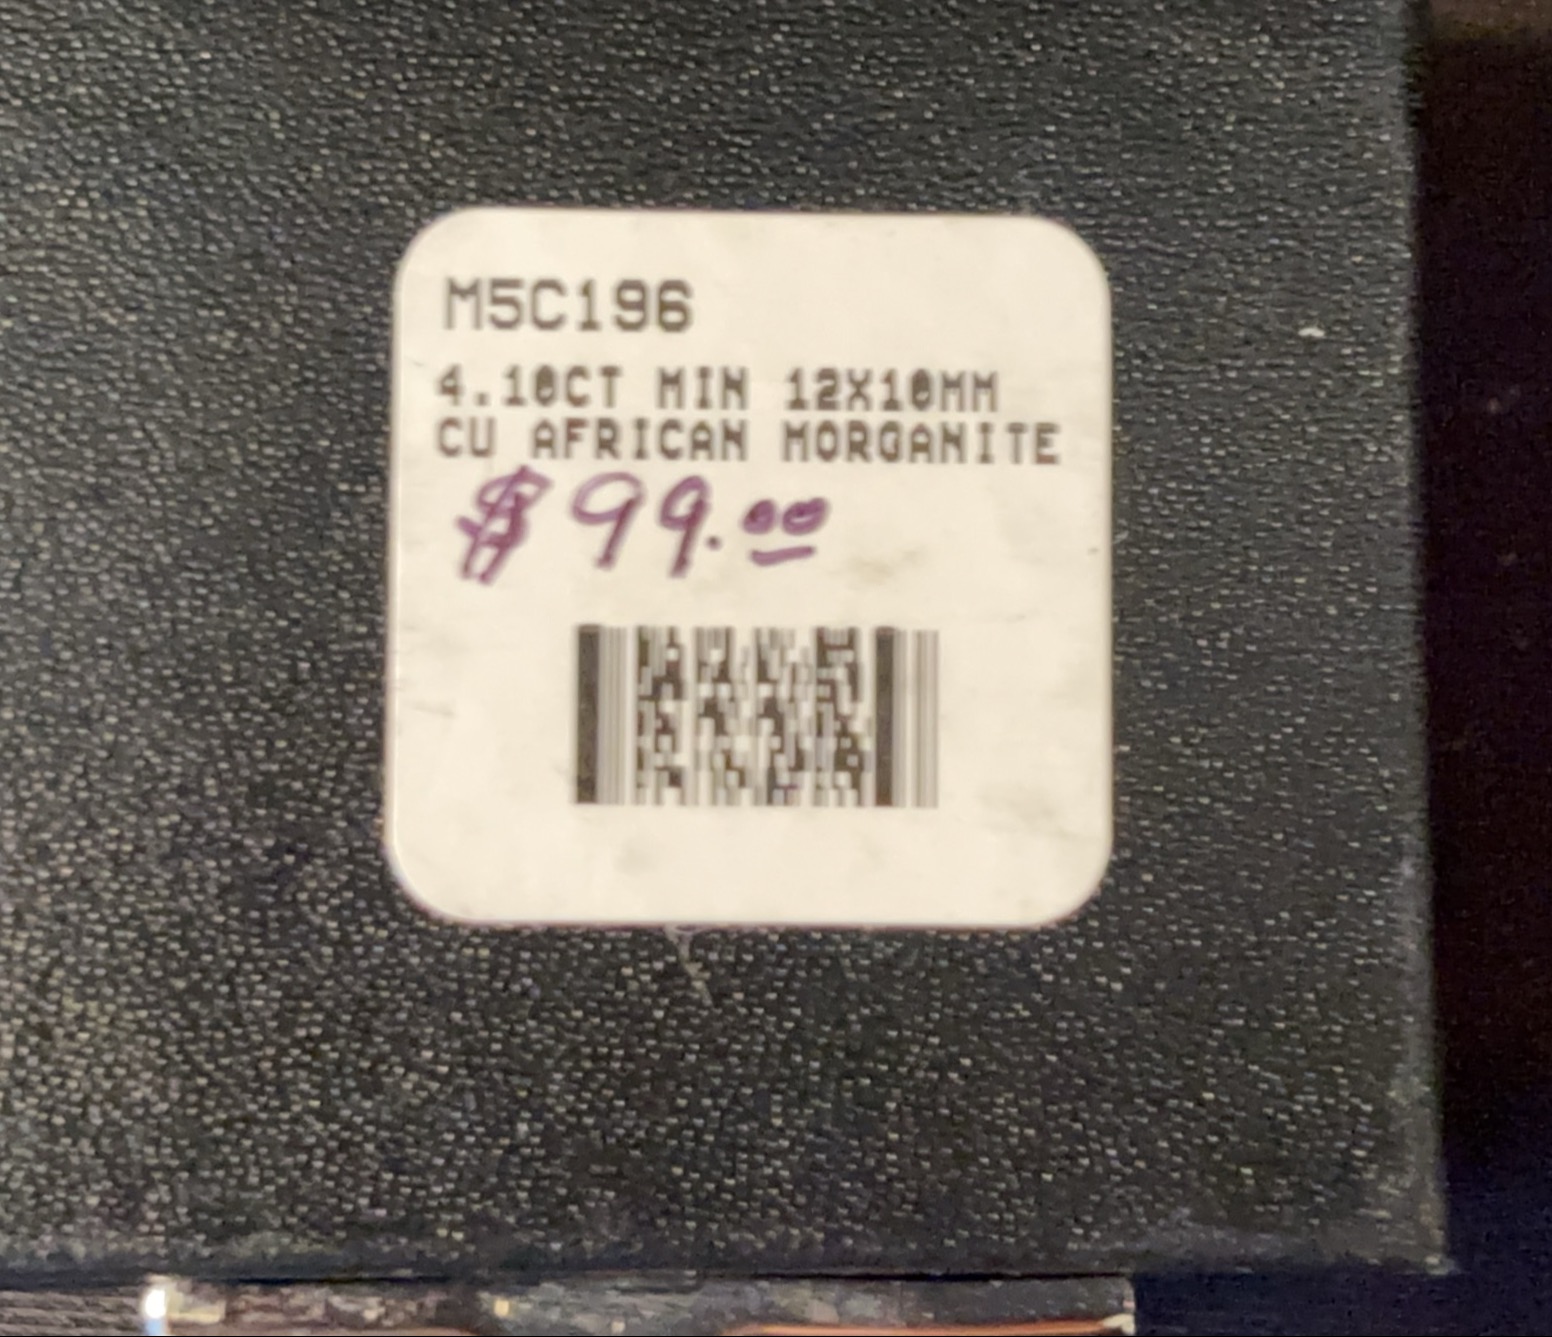 M5C196
4.10CT MIN 12X10MM
CU AFRICAN MORGANITE
$99.00